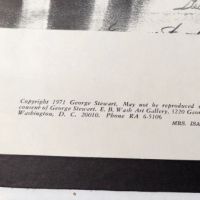 Copyright 1971 George Stewart. May not be reproduced
consent of George Stewart. E. B. Wash Art Gallery, 5220 Geo
Washington, D. C. 20010. Phone RA 6-5106
MRS. ISA